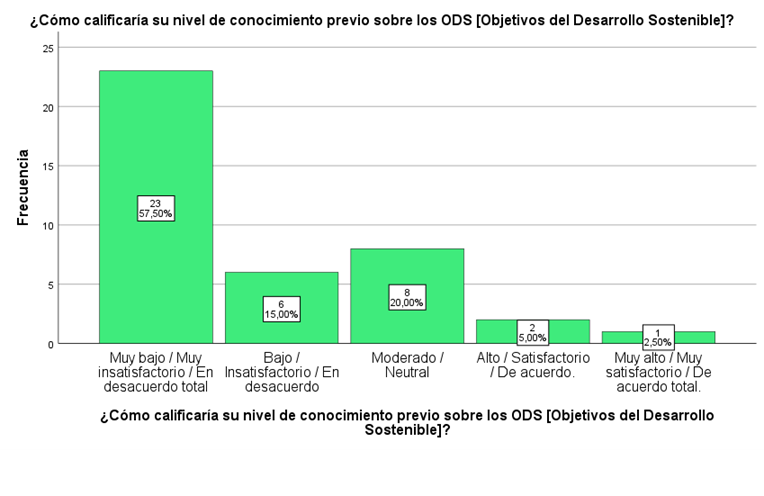 ¿Cómo calificaría su nivel de conocimiento previo sobre los ODS [Objetivos del Desarrollo Sostenible]?
25
20
15
10
5
0
Frecuencia
23
57,50%
6
15,00%
8
20,00%
2
5,00%
1
2,50%
Muy bajo / Muy
insatisfactorio / En
desacuerdo total
Bajo /
Insatisfactorio / En
desacuerdo
Moderado /
Neutral
Alto / Satisfactorio
/ De acuerdo.
Muy alto / Muy
satisfactorio / De
acuerdo total.
¿Cómo calificaría su nivel de conocimiento previo sobre los ODS [Objetivos del Desarrollo
Sostenible]?